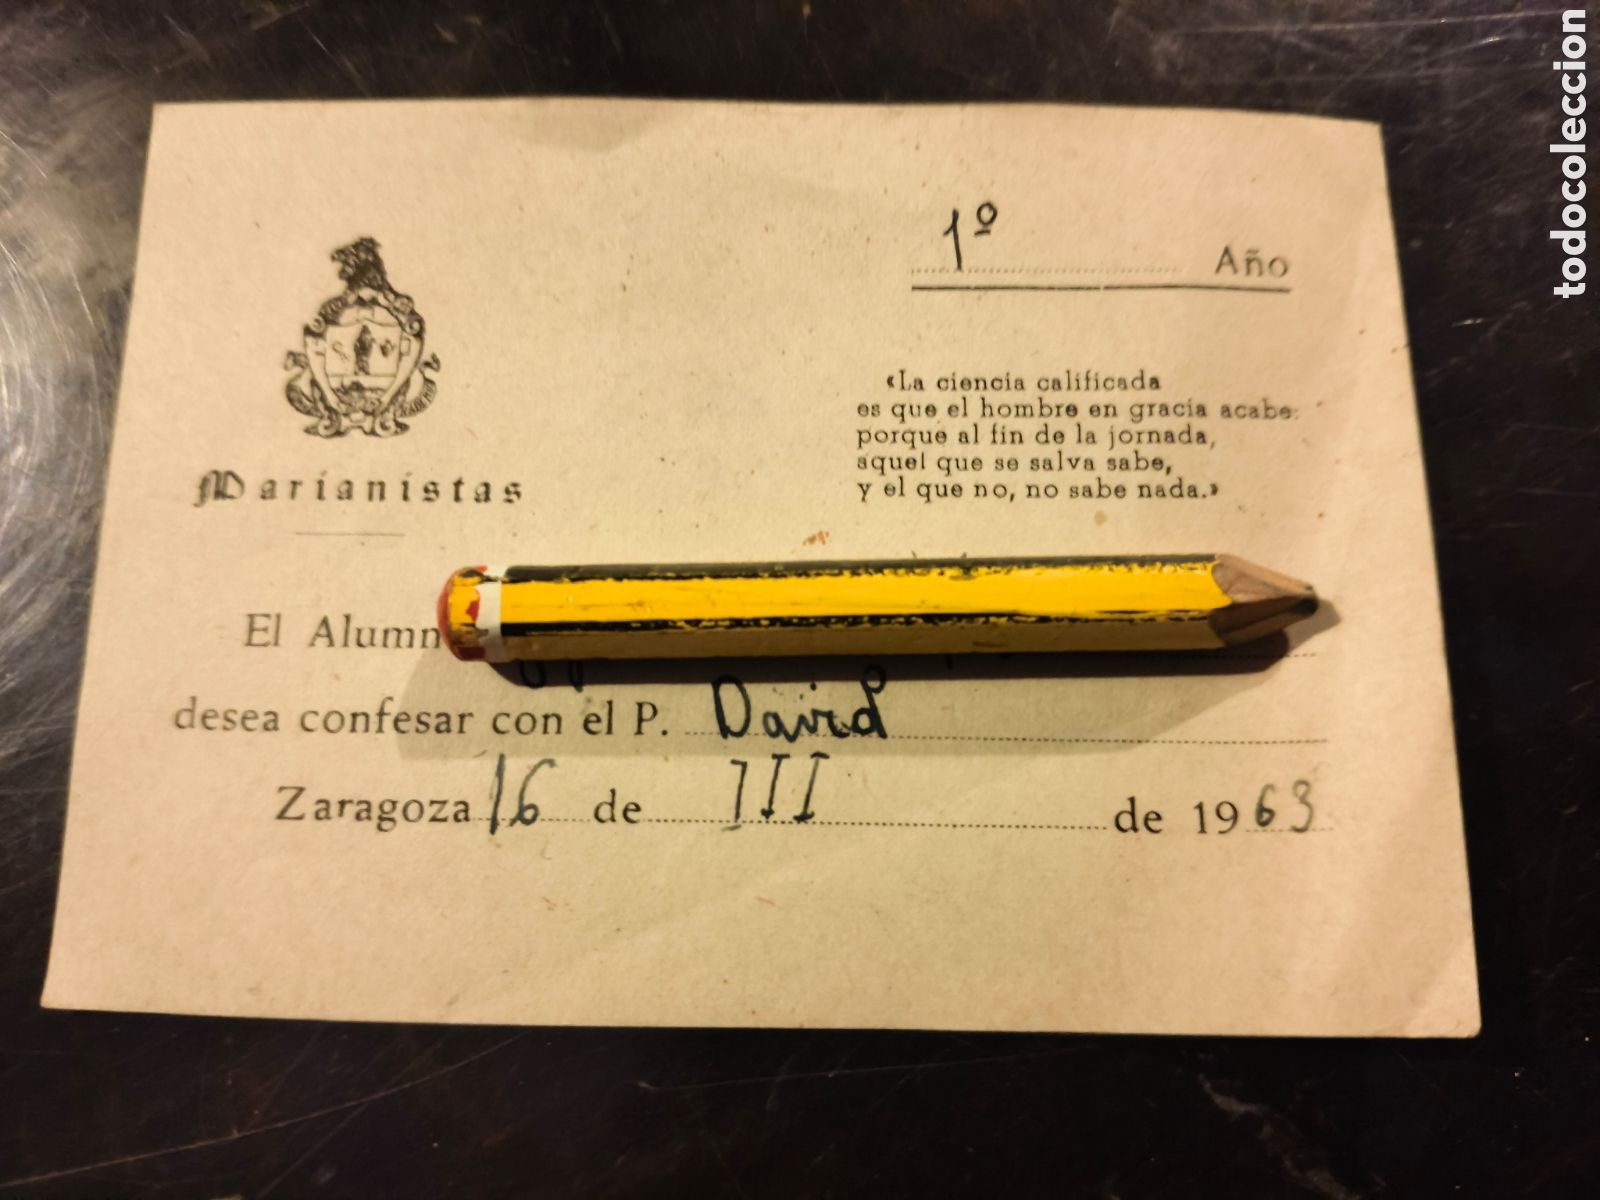 1º Año
«La ciencia calificada
es que el hombre en gracia acabe:
porque al fin de la jornada,
aquel que se salva sabe,
y el que no, no sabe nada.»
Marianistas
El Alumn
desea confesar con el P. David
Zaragoza 16 de III de 1963
todocoleccion